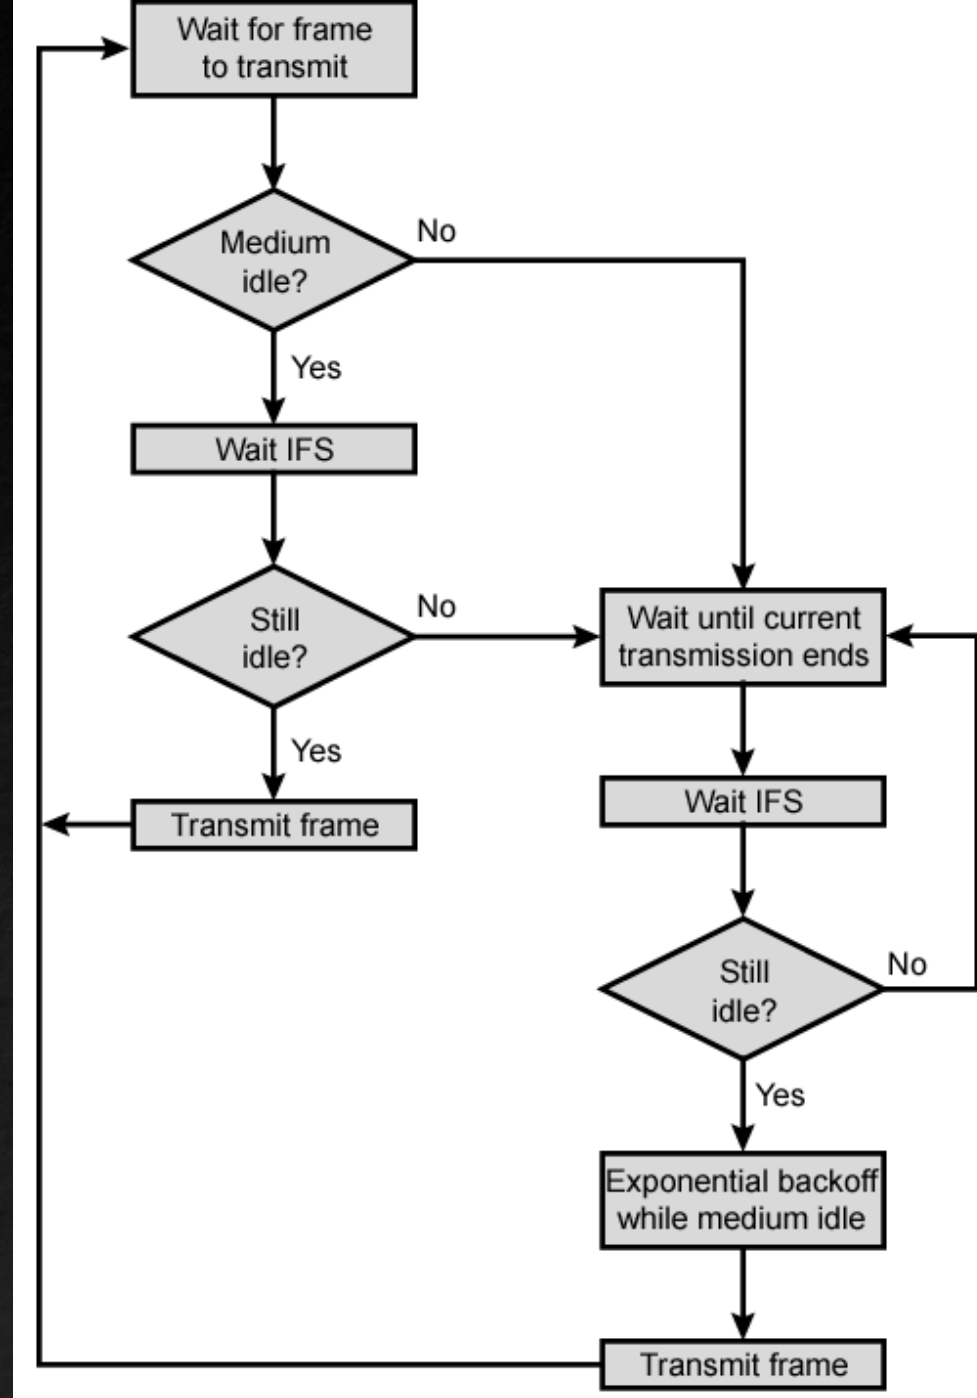 Wait for frame
to transmit
Medium
idle?
No
Yes
Wait IFS
Still
idle?
No
Yes
Transmit frame
Wait until current
transmission ends
Wait IFS
Still
idle?
No
Yes
Exponential backoff
while medium idle
Transmit frame